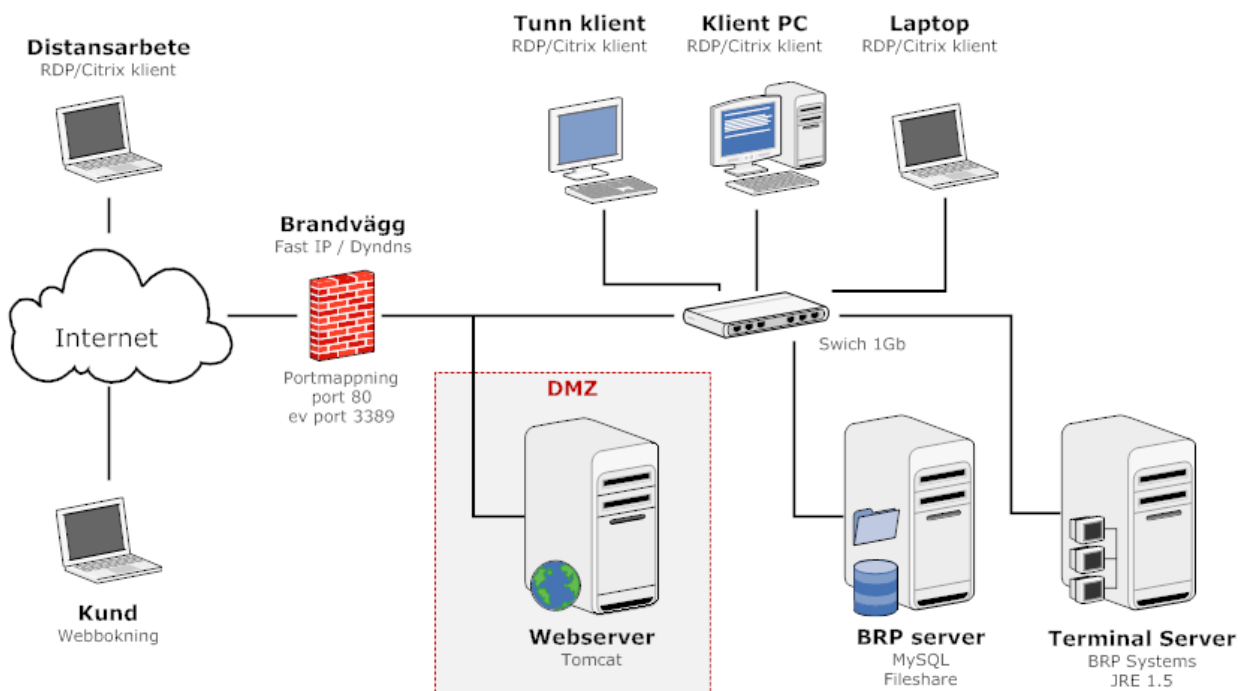 Distansarbete
RDP/Citrix klient
Tunn klient
RDP/Citrix klient
Klient PC
RDP/Citrix klient
Laptop
RDP/Citrix klient
Brandvägg
Fast IP / Dyndns
Internet
Portmappning
port 80
ev port 3389
Swich 1Gb
DMZ
Kund
Webbokning
Webserver
Tomcat
BRP server
MySQL
Fileshare
Terminal Server
BRP Systems
JRE 1.5